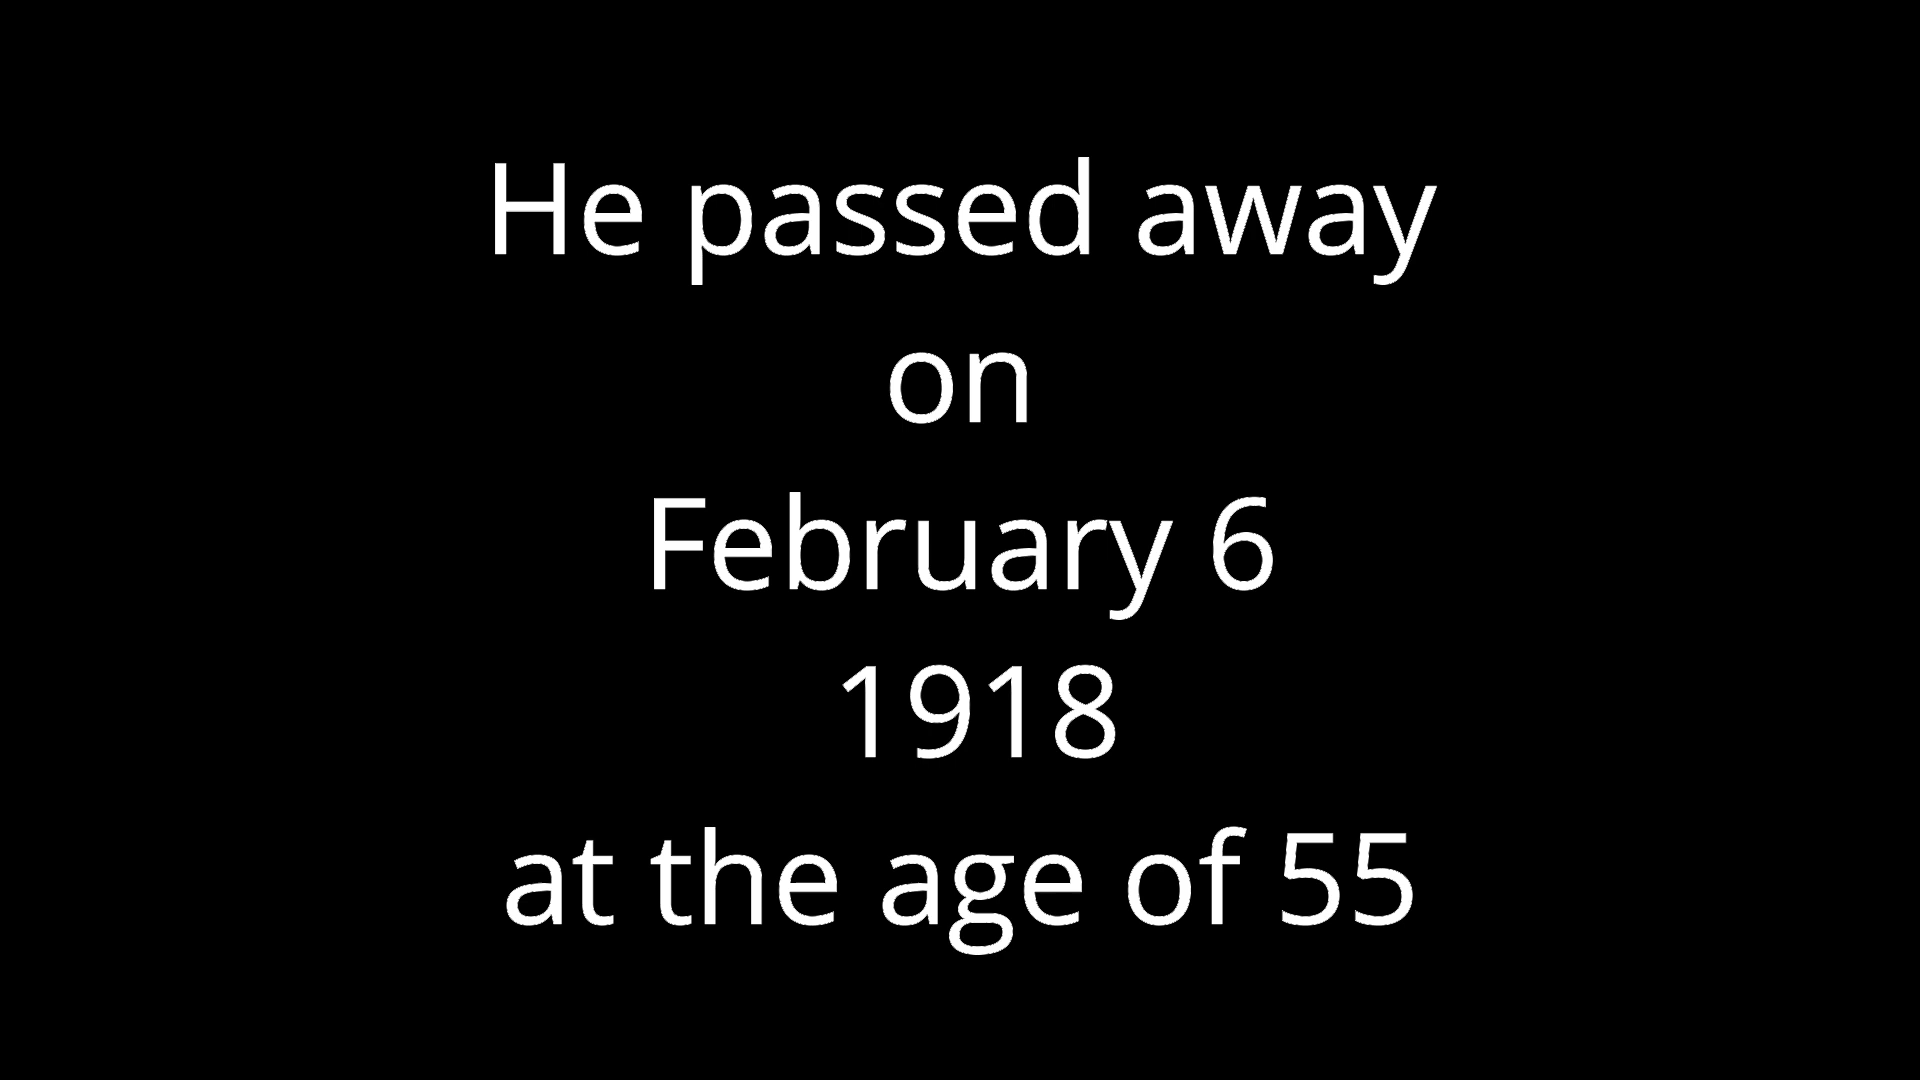 He passed away
on
February 6
1918
at the age of 55